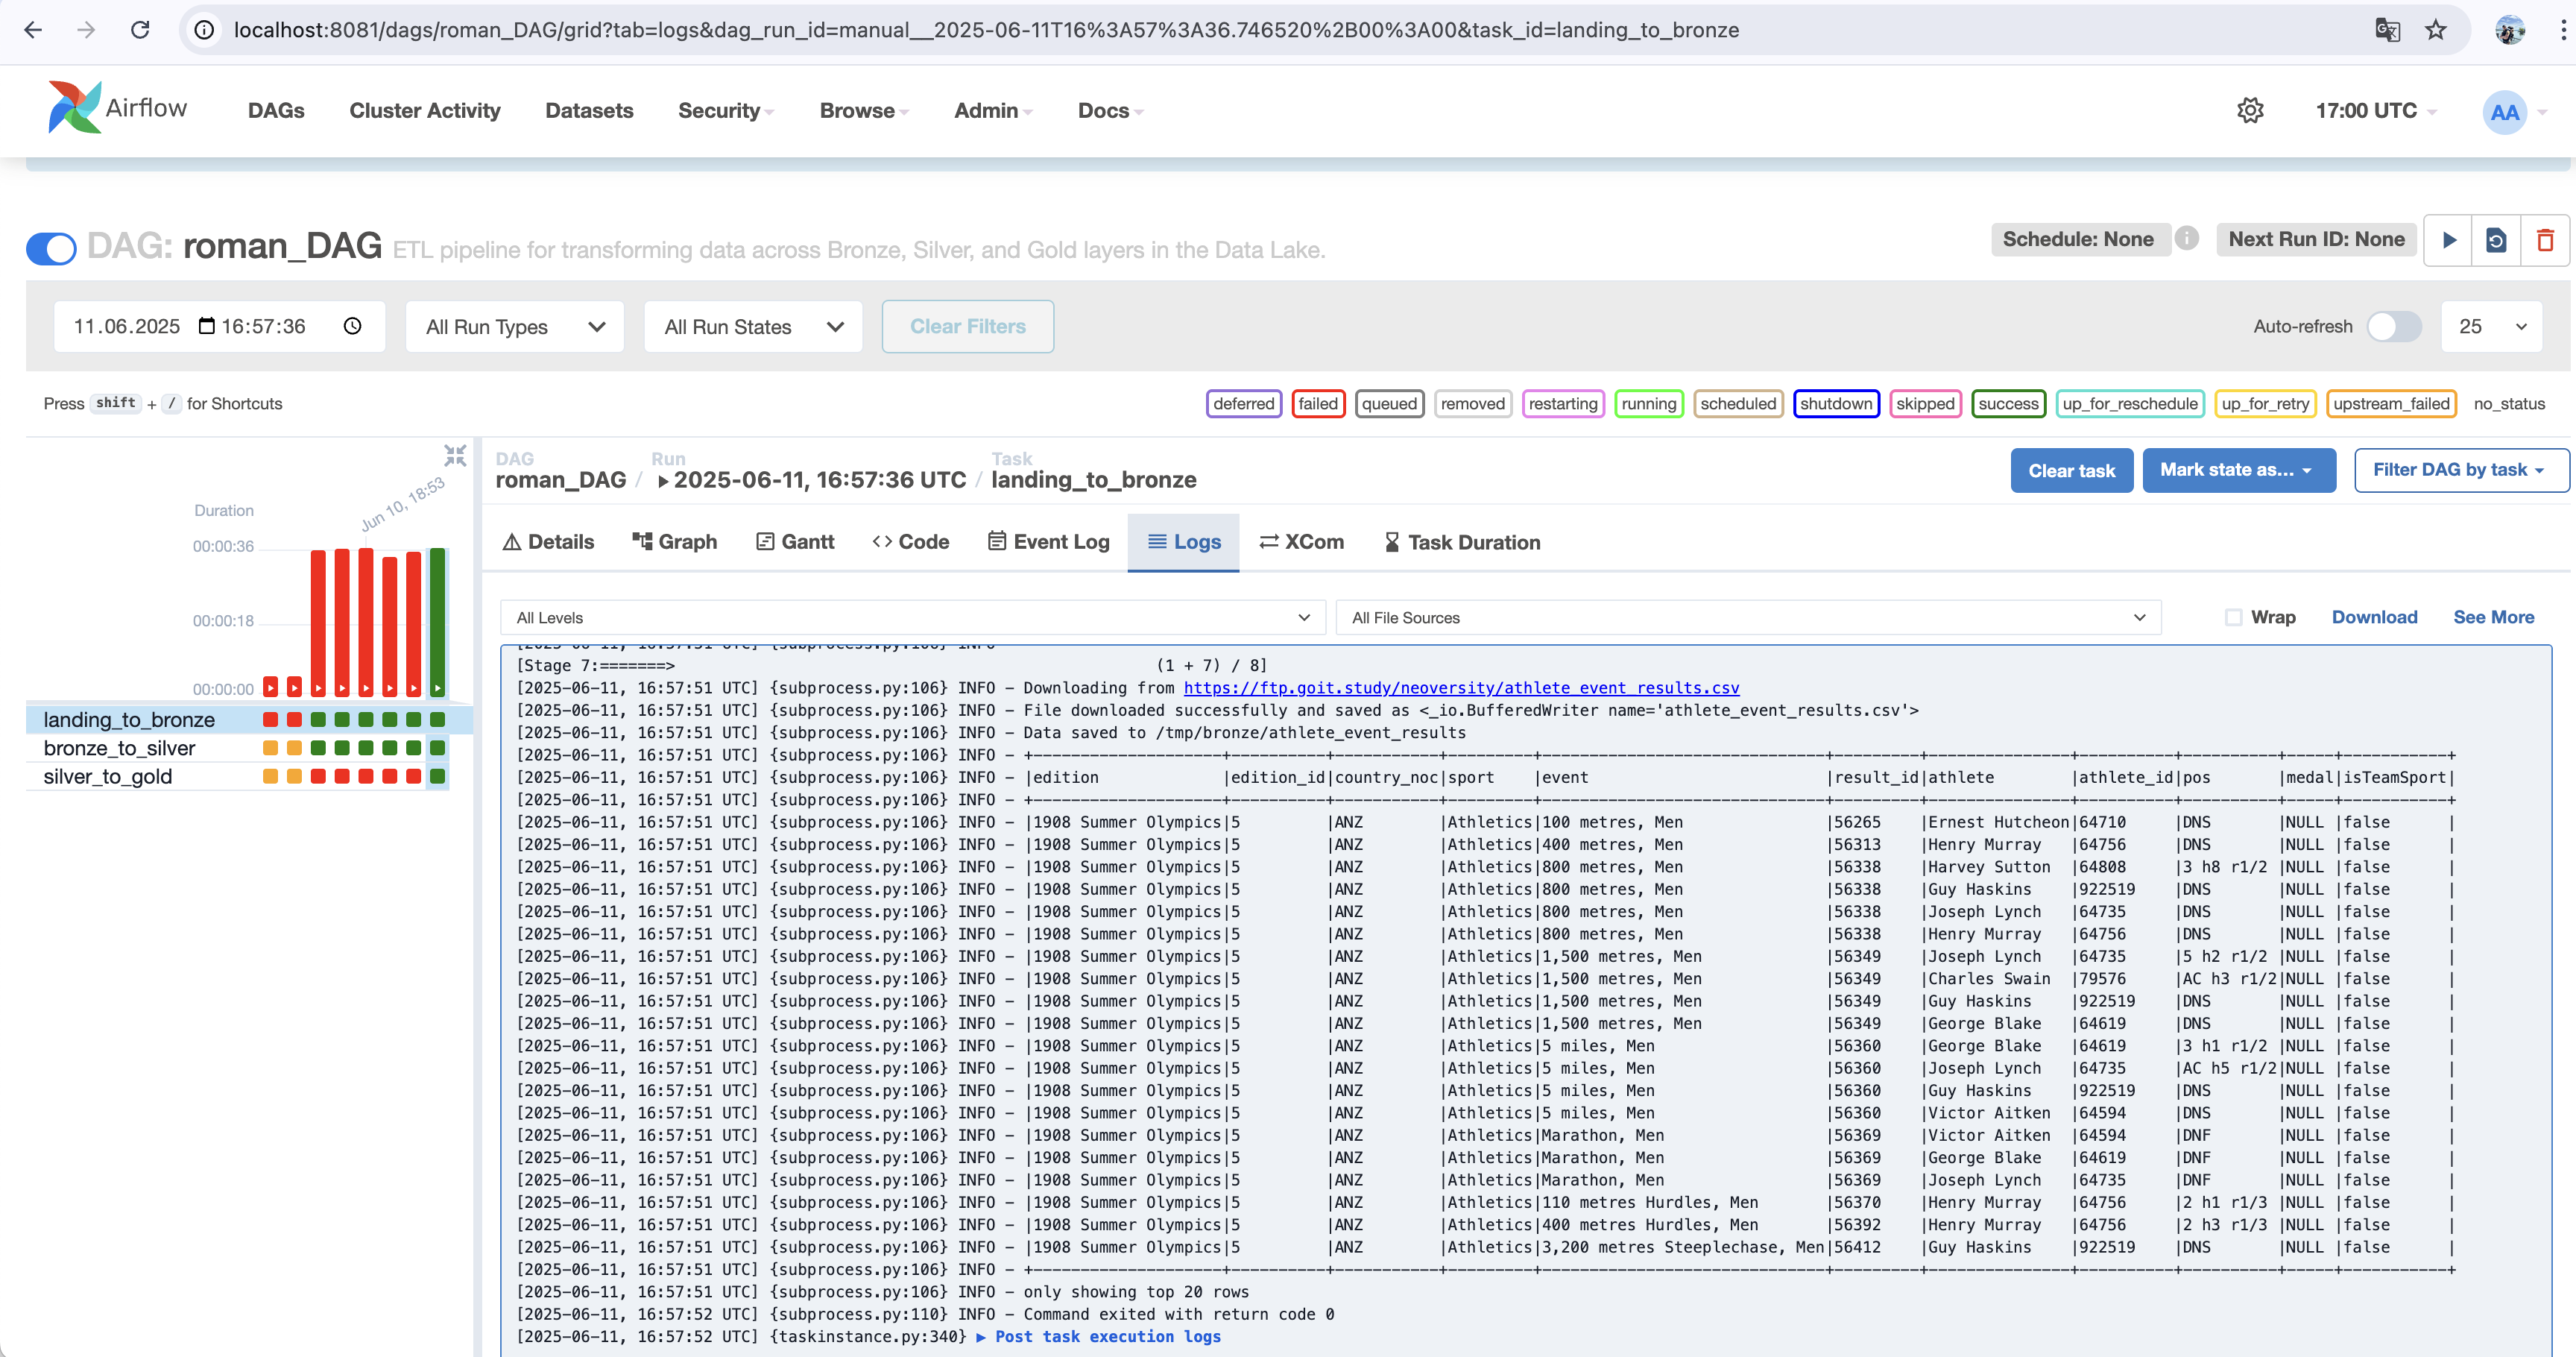 localhost:8081/dags/roman_DAG/grid?tab=logs&dag_run_id=manual__2025-06-11T16%3A57%3A36.746520%2B00%3A00&task_id=landing_to_bronze
Airflow DAGs Cluster Activity Datasets Security Browse Admin Docs 17:00 UTC AA
DAG: roman_DAG ETL pipeline for transforming data across Bronze, Silver, and Gold layers in the Data Lake. Schedule: None Next Run ID: None
11.06.2025 16:57:36 All Run Types All Run States Clear Filters Auto-refresh 25
Press shift + / for Shortcuts deferred failed queued removed restarting running scheduled shutdown skipped success up_for_reschedule up_for_retry upstream_failed no_status
Jun 10, 18:53
Duration
00:00:36
00:00:18
00:00:00
landing_to_bronze
bronze_to_silver
silver_to_gold
DAG Run Task
roman_DAG / 2025-06-11, 16:57:36 UTC / landing_to_bronze Clear task Mark state as... Filter DAG by task
Details Graph Gantt Code Event Log Logs XCom Task Duration
All Levels All File Sources Wrap Download See More
[2025-06-11, 16:57:51 UTC] {subprocess.py:106} INFO -
[Stage 7:=======> (1 + 7) / 8]
[2025-06-11, 16:57:51 UTC] {subprocess.py:106} INFO - Downloading from https://ftp.goit.study/neoversity/athlete_event_results.csv
[2025-06-11, 16:57:51 UTC] {subprocess.py:106} INFO - File downloaded successfully and saved as <_io.BufferedWriter name='athlete_event_results.csv'>
[2025-06-11, 16:57:51 UTC] {subprocess.py:106} INFO - Data saved to /tmp/bronze/athlete_event_results
[2025-06-11, 16:57:51 UTC] {subprocess.py:106} INFO - +--------------------+----------+-----------+---------+------------------------------+---------+---------------+----------+----------+-----+-----------+
[2025-06-11, 16:57:51 UTC] {subprocess.py:106} INFO - |edition |edition_id|country_noc|sport |event |result_id|athlete |athlete_id|pos |medal|isTeamSport|
[2025-06-11, 16:57:51 UTC] {subprocess.py:106} INFO - +--------------------+----------+-----------+---------+------------------------------+---------+---------------+----------+----------+-----+-----------+
[2025-06-11, 16:57:51 UTC] {subprocess.py:106} INFO - |1908 Summer Olympics|5 |ANZ |Athletics|100 metres, Men |56265 |Ernest Hutcheon|64710 |DNS |NULL |false |
[2025-06-11, 16:57:51 UTC] {subprocess.py:106} INFO - |1908 Summer Olympics|5 |ANZ |Athletics|400 metres, Men |56313 |Henry Murray |64756 |DNS |NULL |false |
[2025-06-11, 16:57:51 UTC] {subprocess.py:106} INFO - |1908 Summer Olympics|5 |ANZ |Athletics|800 metres, Men |56338 |Harvey Sutton |64808 |3 h8 r1/2 |NULL |false |
[2025-06-11, 16:57:51 UTC] {subprocess.py:106} INFO - |1908 Summer Olympics|5 |ANZ |Athletics|800 metres, Men |56338 |Guy Haskins |922519 |DNS |NULL |false |
[2025-06-11, 16:57:51 UTC] {subprocess.py:106} INFO - |1908 Summer Olympics|5 |ANZ |Athletics|800 metres, Men |56338 |Joseph Lynch |64735 |DNS |NULL |false |
[2025-06-11, 16:57:51 UTC] {subprocess.py:106} INFO - |1908 Summer Olympics|5 |ANZ |Athletics|800 metres, Men |56338 |Henry Murray |64756 |DNS |NULL |false |
[2025-06-11, 16:57:51 UTC] {subprocess.py:106} INFO - |1908 Summer Olympics|5 |ANZ |Athletics|1,500 metres, Men |56349 |Joseph Lynch |64735 |5 h2 r1/2 |NULL |false |
[2025-06-11, 16:57:51 UTC] {subprocess.py:106} INFO - |1908 Summer Olympics|5 |ANZ |Athletics|1,500 metres, Men |56349 |Charles Swain |79576 |AC h3 r1/2|NULL |false |
[2025-06-11, 16:57:51 UTC] {subprocess.py:106} INFO - |1908 Summer Olympics|5 |ANZ |Athletics|1,500 metres, Men |56349 |Guy Haskins |922519 |DNS |NULL |false |
[2025-06-11, 16:57:51 UTC] {subprocess.py:106} INFO - |1908 Summer Olympics|5 |ANZ |Athletics|1,500 metres, Men |56349 |George Blake |64619 |DNS |NULL |false |
[2025-06-11, 16:57:51 UTC] {subprocess.py:106} INFO - |1908 Summer Olympics|5 |ANZ |Athletics|5 miles, Men |56360 |George Blake |64619 |3 h1 r1/2 |NULL |false |
[2025-06-11, 16:57:51 UTC] {subprocess.py:106} INFO - |1908 Summer Olympics|5 |ANZ |Athletics|5 miles, Men |56360 |Joseph Lynch |64735 |AC h5 r1/2|NULL |false |
[2025-06-11, 16:57:51 UTC] {subprocess.py:106} INFO - |1908 Summer Olympics|5 |ANZ |Athletics|5 miles, Men |56360 |Guy Haskins |922519 |DNS |NULL |false |
[2025-06-11, 16:57:51 UTC] {subprocess.py:106} INFO - |1908 Summer Olympics|5 |ANZ |Athletics|5 miles, Men |56360 |Victor Aitken |64594 |DNS |NULL |false |
[2025-06-11, 16:57:51 UTC] {subprocess.py:106} INFO - |1908 Summer Olympics|5 |ANZ |Athletics|Marathon, Men |56369 |Victor Aitken |64594 |DNF |NULL |false |
[2025-06-11, 16:57:51 UTC] {subprocess.py:106} INFO - |1908 Summer Olympics|5 |ANZ |Athletics|Marathon, Men |56369 |George Blake |64619 |DNF |NULL |false |
[2025-06-11, 16:57:51 UTC] {subprocess.py:106} INFO - |1908 Summer Olympics|5 |ANZ |Athletics|Marathon, Men |56369 |Joseph Lynch |64735 |DNF |NULL |false |
[2025-06-11, 16:57:51 UTC] {subprocess.py:106} INFO - |1908 Summer Olympics|5 |ANZ |Athletics|110 metres Hurdles, Men |56370 |Henry Murray |64756 |2 h1 r1/3 |NULL |false |
[2025-06-11, 16:57:51 UTC] {subprocess.py:106} INFO - |1908 Summer Olympics|5 |ANZ |Athletics|400 metres Hurdles, Men |56392 |Henry Murray |64756 |2 h3 r1/3 |NULL |false |
[2025-06-11, 16:57:51 UTC] {subprocess.py:106} INFO - |1908 Summer Olympics|5 |ANZ |Athletics|3,200 metres Steeplechase, Men|56412 |Guy Haskins |922519 |DNS |NULL |false |
[2025-06-11, 16:57:51 UTC] {subprocess.py:106} INFO - +--------------------+----------+-----------+---------+------------------------------+---------+---------------+----------+----------+-----+-----------+
[2025-06-11, 16:57:51 UTC] {subprocess.py:106} INFO - only showing top 20 rows
[2025-06-11, 16:57:52 UTC] {subprocess.py:110} INFO - Command exited with return code 0
[2025-06-11, 16:57:52 UTC] {taskinstance.py:340} ▶ Post task execution logs